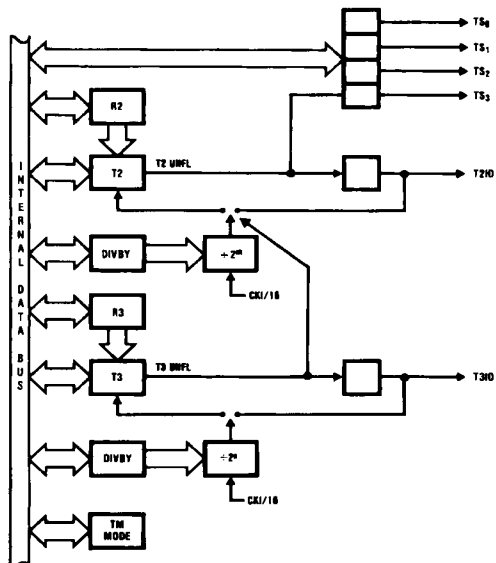 TS0
TS1
TS2
TS3
R2
T2
T2 UNFL
T2IO
DIVBY
÷ 2ⁿ
CKI/16
INTERNAL DATA BUS
R3
T3
T3 UNFL
T3IO
DIVBY
÷2ⁿ
CKI/16
TM
MODE